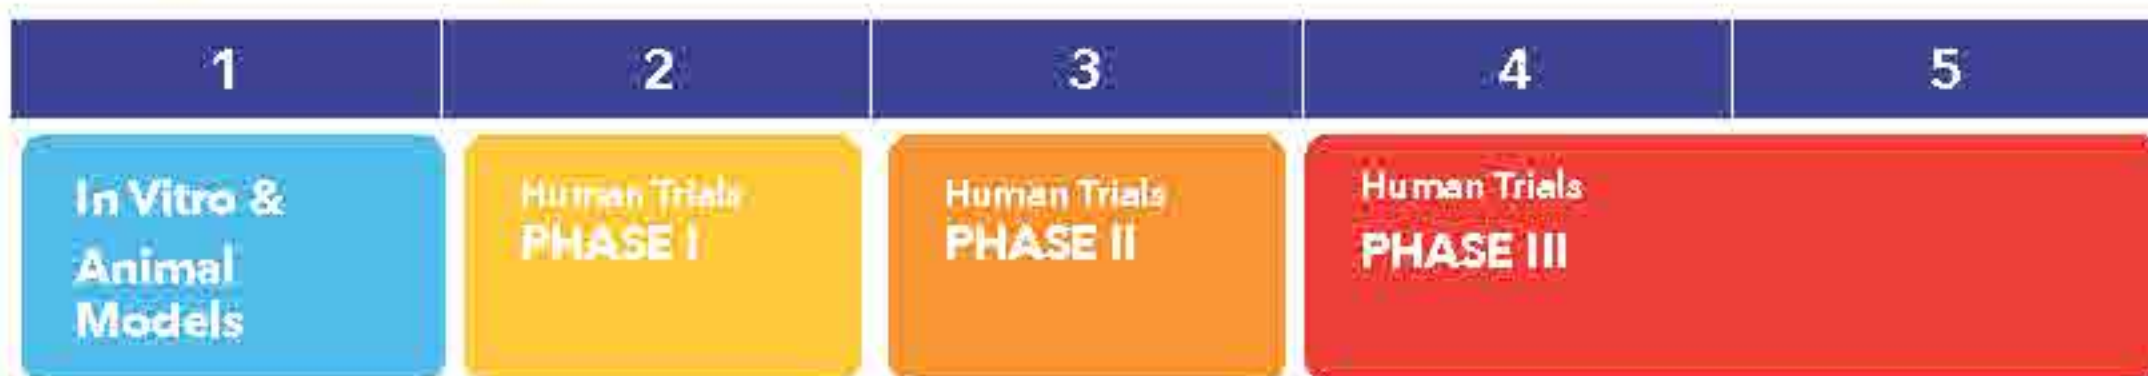 1 2 3 4 5
In Vitro &
Animal
Models
Human Trials
PHASE I
Human Trials
PHASE II
Human Trials
PHASE III